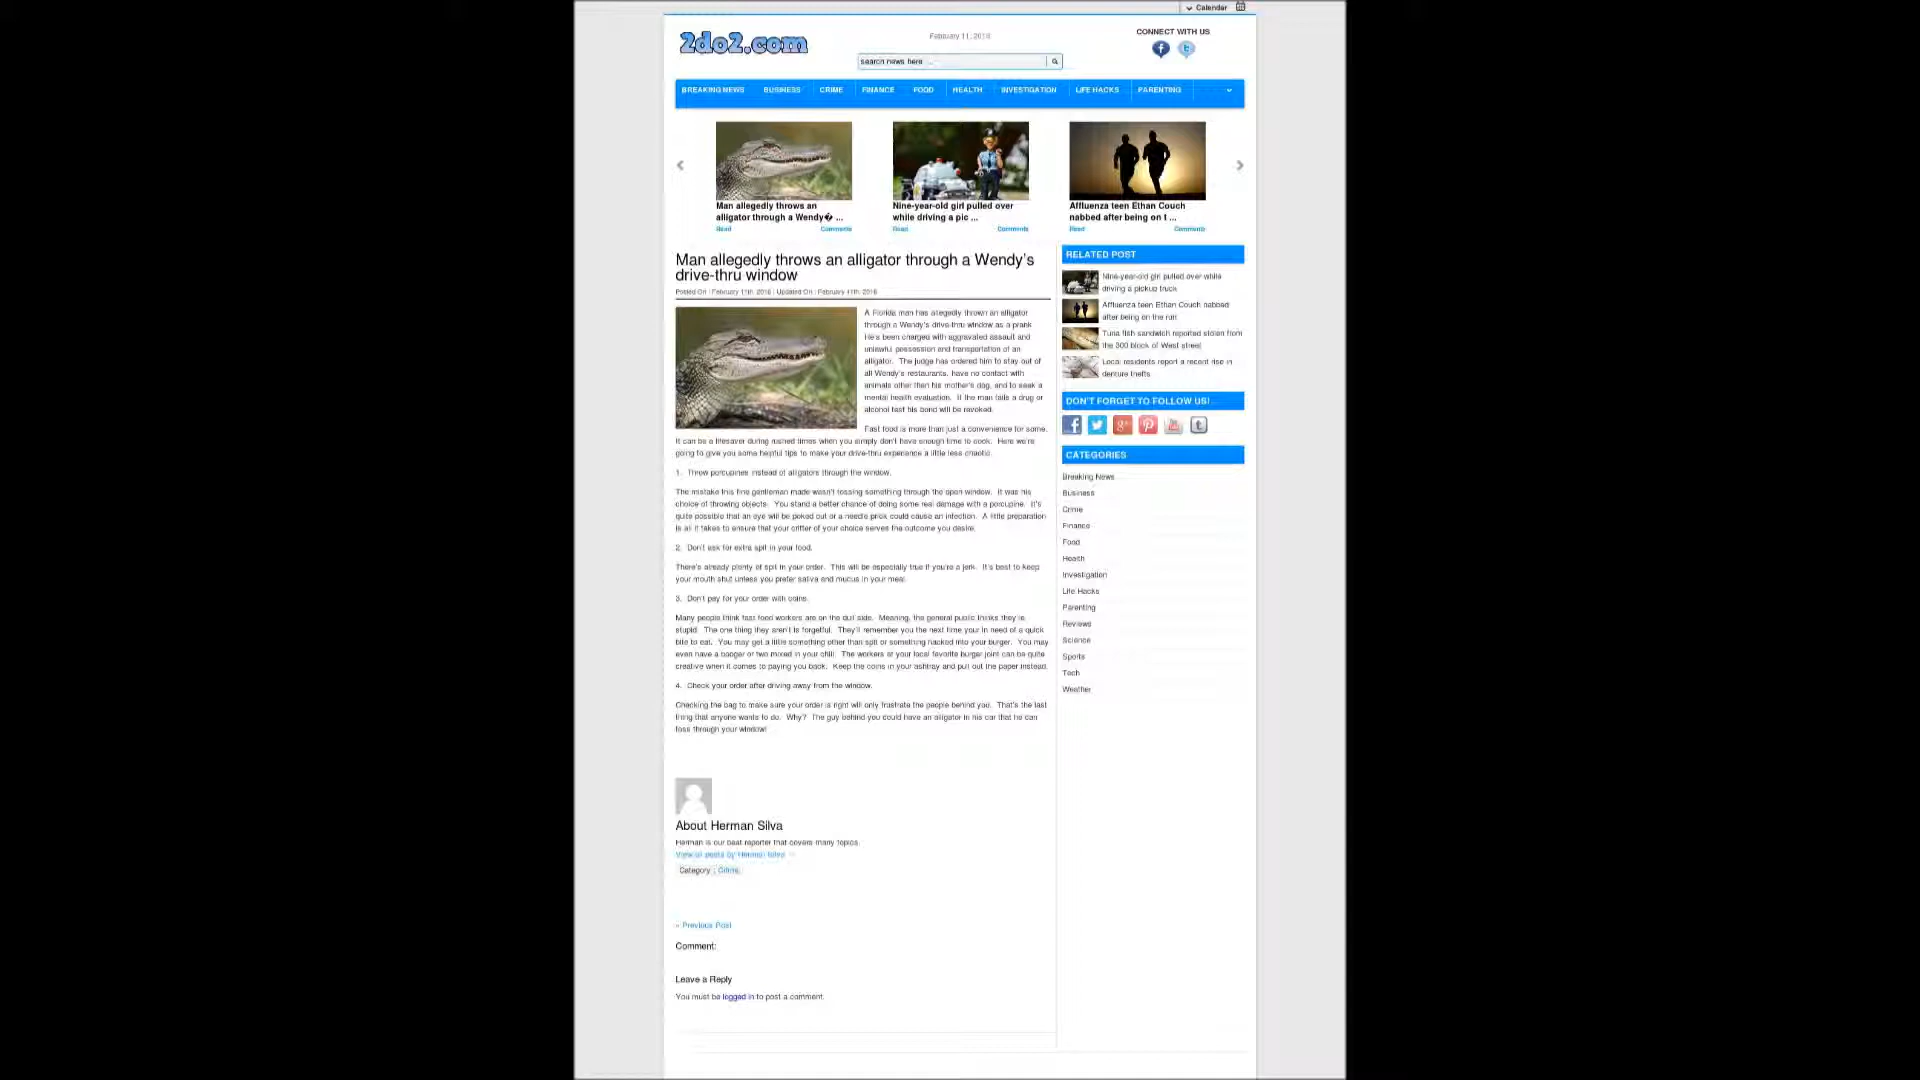 Calendar
2do2.com
February 11, 2016
CONNECT WITH US
search news here ...
BREAKING NEWS BUSINESS CRIME FINANCE FOOD HEALTH INVESTIGATION LIFE HACKS PARENTING
Man allegedly throws an
alligator through a Wendy� ...
Read Comments
Nine-year-old girl pulled over
while driving a pic ...
Read Comments
Affluenza teen Ethan Couch
nabbed after being on t ...
Read Comments
Man allegedly throws an alligator through a Wendy's
drive-thru window
Posted On : February 11th, 2016 | Updated On : February 11th, 2016
A Florida man has allegedly thrown an alligator
through a Wendy's drive-thru window as a prank
He's been charged with aggravated assault and
unlawful possession and transportation of an
alligator. The judge has ordered him to stay out of
all Wendy's restaurants, have no contact with
animals other than his mother's dog, and to seek a
mental health evaluation. If the man fails a drug or
alcohol test his bond will be revoked.
Fast food is more than just a convenience for some.
It can be a lifesaver during rushed times when you simply don't have enough time to cook. Here we're
going to give you some helpful tips to make your drive-thru experience a little less chaotic.
1. Throw porcupines instead of alligators through the window.
The mistake this fine gentleman made wasn't tossing something through the open window. It was his
choice of throwing objects. You stand a better chance of doing some real damage with a porcupine. It's
quite possible that an eye will be poked out or a needle prick could cause an infection. A little preparation
is all it takes to ensure that your critter of your choice serves the outcome you desire.
2. Don't ask for extra spit in your food.
There's already plenty of spit in your order. This will be especially true if you're a jerk. It's best to keep
your mouth shut unless you prefer saliva and mucus in your meal.
3. Don't pay for your order with coins.
Many people think fast food workers are on the dull side. Meaning, the general public thinks they're
stupid. The one thing they aren't is forgetful. They'll remember you the next time your in need of a quick
bite to eat. You may get a little something other than spit or something hacked into your burger. You may
even have a booger or two mixed in your chili. The workers at your local favorite burger joint can be quite
creative when it comes to paying you back. Keep the coins in your ashtray and pull out the paper instead.
4. Check your order after driving away from the window.
Checking the bag to make sure your order is right will only frustrate the people behind you. That's the last
thing that anyone wants to do. Why? The guy behind you could have an alligator in his car that he can
toss through your window!
About Herman Silva
Herman is our beat reporter that covers many topics.
View all posts by Herman Silva →
Category : Crime,
« Previous Post
Comment:
Leave a Reply
You must be logged in to post a comment.
RELATED POST
Nine-year-old girl pulled over while
driving a pickup truck
Affluenza teen Ethan Couch nabbed
after being on the run
Tuna fish sandwich reported stolen from
the 300 block of West street
Local residents report a recent rise in
denture thefts
DON'T FORGET TO FOLLOW US!
CATEGORIES
Breaking News
Business
Crime
Finance
Food
Health
Investigation
Life Hacks
Parenting
Reviews
Science
Sports
Tech
Weather